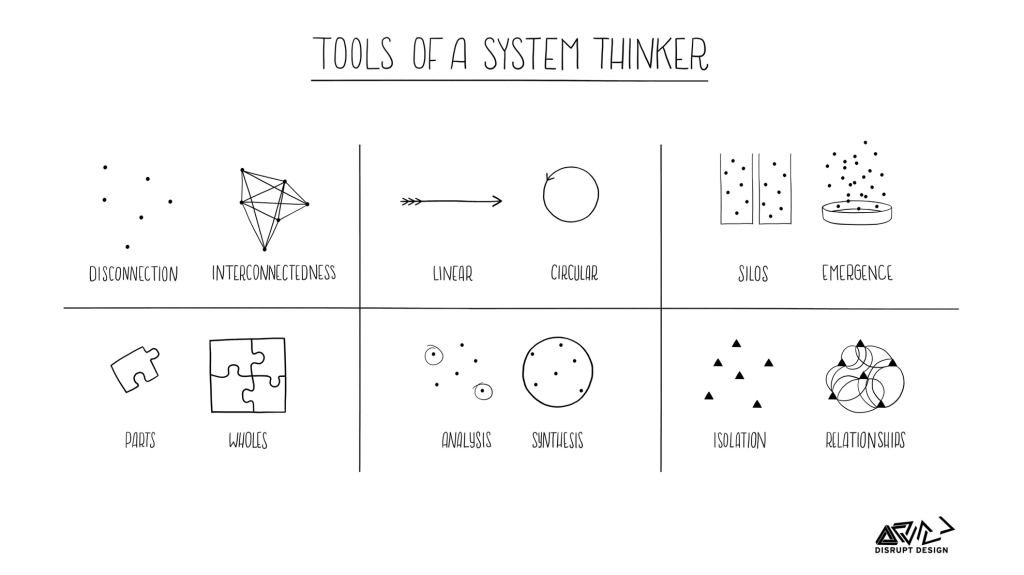 TOOLS OF A SYSTEM THINKER
DISCONNECTION
INTERCONNECTEDNESS
LINEAR
CIRCULAR
SILOS
EMERGENCE
PARTS
WHOLES
ANALYSIS
SYNTHESIS
ISOLATION
RELATIONSHIPS
DISRUPT DESIGN